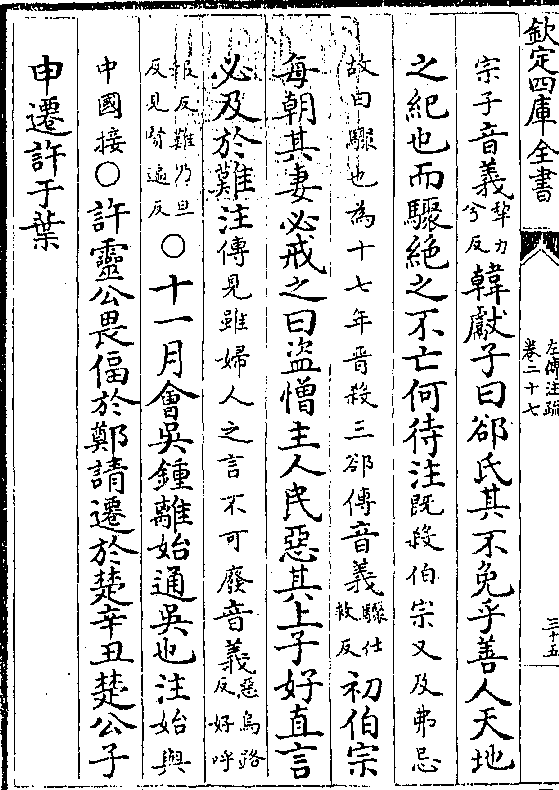 欽定四庫全書
左傳注疏
卷二十七
三十五
宗子音義犂力
兮反韓獻子曰郤氏其不免乎善人天地
之紀也而驟絶之不亡何待注既殺伯宗又及弗忌
故曰驟也為十七年晉殺三郤傳音義驟仕
救反初伯宗
每朝其妻必戒之曰盜憎主人民惡其上子好直言
必及於難注傳見雖婦人之言不可廢音義惡烏路
反好呼
報反難乃旦
反見賢遍反○十一月會吳鍾離始通吳也注始與
中國接○許靈公畏偪於鄭請遷於楚辛丑楚公子
申遷許于葉